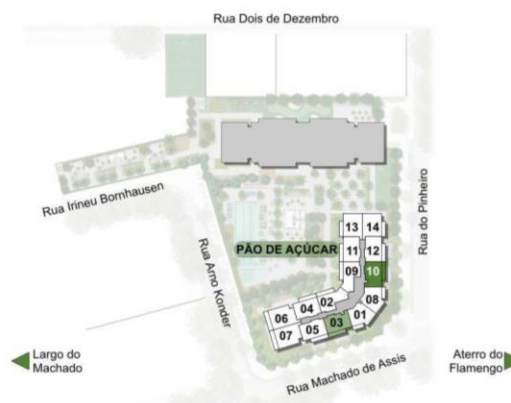 Rua Dois de Dezembro
Rua Irineu Bornhausen
Rua Arno Konder
Rua do Pinheiro
PÃO DE AÇÚCAR
13 14
11 12
09 10
08
02
04
06
01
03
05
07
Largo do
Machado
Rua Machado de Assis
Aterro do
Flamengo